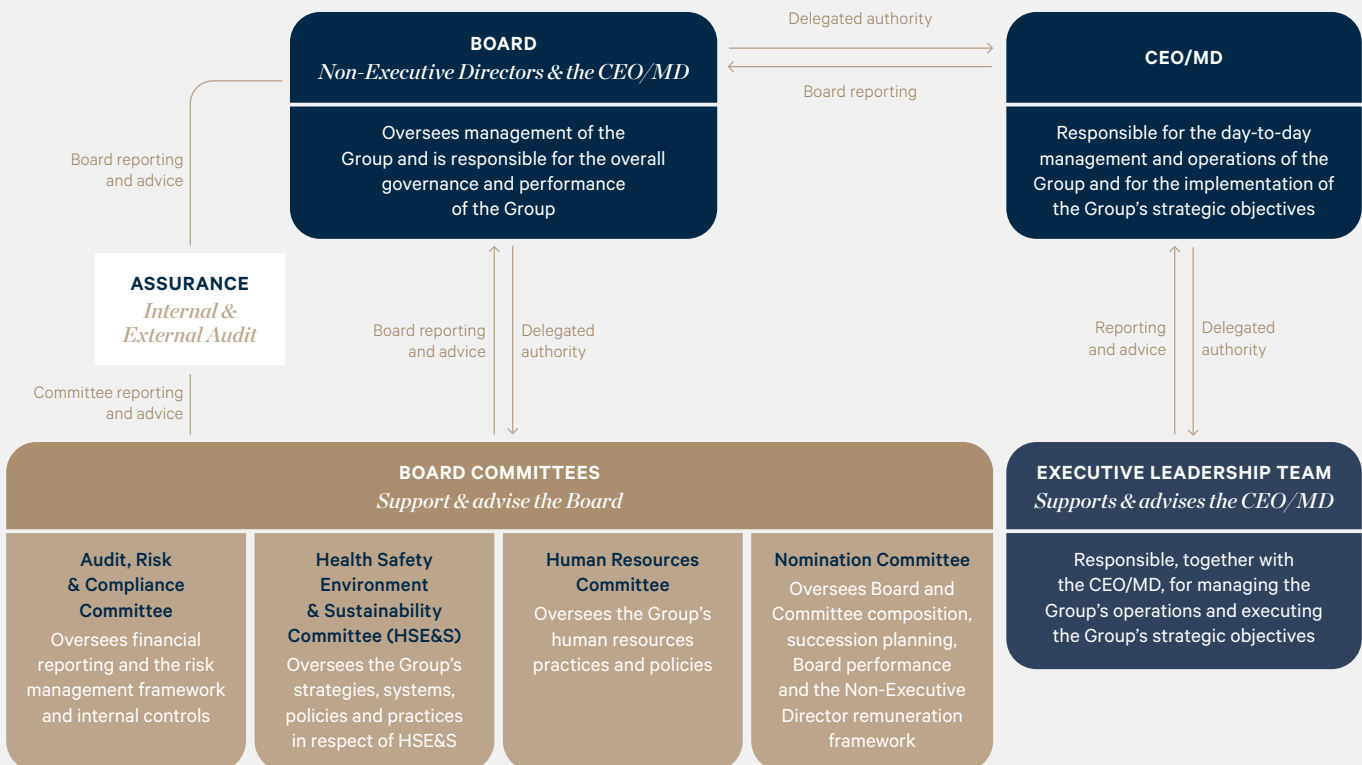 BOARD
Non-Executive Directors & the CEO/MD
Oversees management of the
Group and is responsible for the overall
governance and performance
of the Group
Delegated authority
Board reporting
CEO/MD
Responsible for the day-to-day
management and operations of the
Group and for the implementation of
the Group's strategic objectives
Board reporting
and advice
ASSURANCE
Internal &
External Audit
Committee reporting
and advice
Board reporting
and advice
Delegated
authority
Reporting
and advice
Delegated
authority
BOARD COMMITTEES
Support & advise the Board
Audit, Risk
& Compliance
Committee
Oversees financial
reporting and the risk
management framework
and internal controls
Health Safety
Environment
& Sustainability
Committee (HSE&S)
Oversees the Group's
strategies, systems,
policies and practices
in respect of HSE&S
Human Resources
Committee
Oversees the Group's
human resources
practices and policies
Nomination Committee
Oversees Board and
Committee composition,
succession planning,
Board performance
and the Non-Executive
Director remuneration
framework
EXECUTIVE LEADERSHIP TEAM
Supports & advises the CEO/MD
Responsible, together with
the CEO/MD, for managing the
Group's operations and executing
the Group's strategic objectives